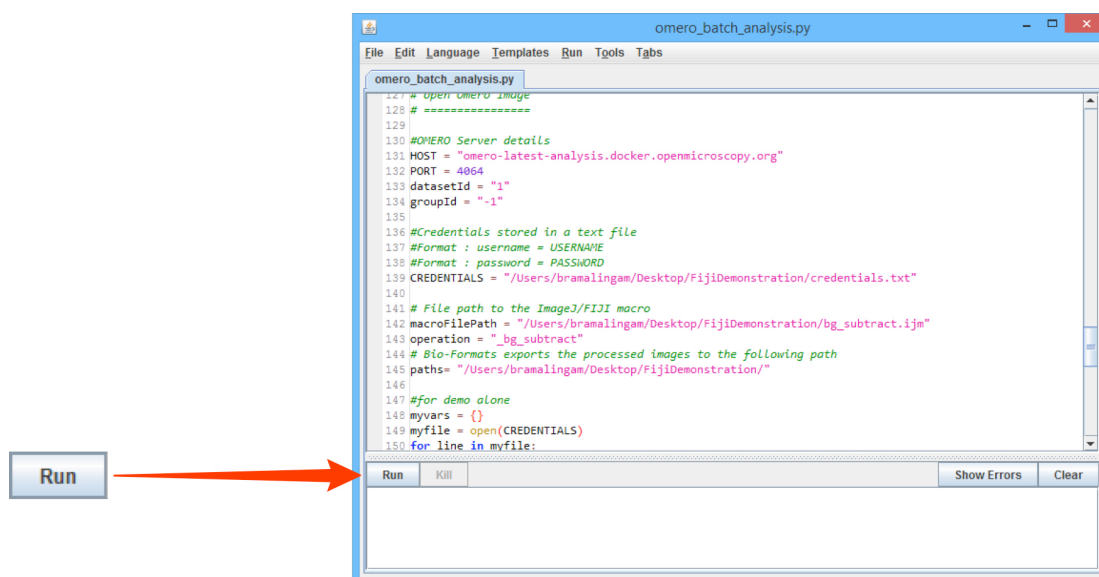 omero_batch_analysis.py
File Edit Language Templates Run Tools Tabs
omero_batch_analysis.py
127 # Open Omero Image
128 # ================
129
130 #OMERO Server details
131 HOST = "omero-latest-analysis.docker.openmicroscopy.org"
132 PORT = 4064
133 datasetId = "1"
134 groupId = "-1"
135
136 #Credentials stored in a text file
137 #Format : username = USERNAME
138 #Format : password = PASSWORD
139 CREDENTIALS = "/Users/bramalingam/Desktop/FijiDemonstration/credentials.txt"
140
141 # File path to the ImageJ/FIJI macro
142 macroFilePath = "/Users/bramalingam/Desktop/FijiDemonstration/bg_subtract.ijm"
143 operation = "_bg_subtract"
144 # Bio-Formats exports the processed images to the following path
145 paths= "/Users/bramalingam/Desktop/FijiDemonstration/"
146
147 #for demo alone
148 myvars = {}
149 myfile = open(CREDENTIALS)
150 for line in myfile:
Run
Run Kill Show Errors Clear